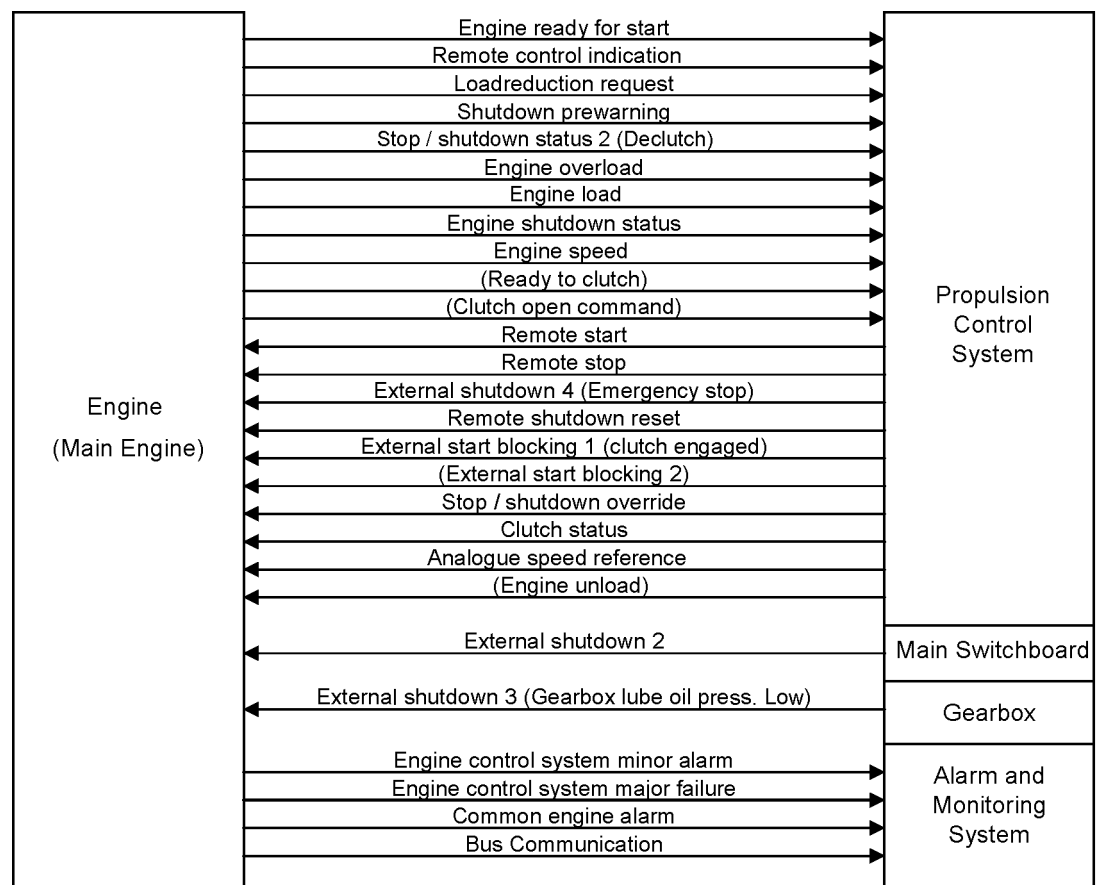 Engine ready for start
Remote control indication
Loadreduction request
Shutdown prewarning
Stop / shutdown status 2 (Declutch)
Engine overload
Engine load
Engine shutdown status
Engine speed
(Ready to clutch)
(Clutch open command)
Remote start
Remote stop
External shutdown 4 (Emergency stop)
Remote shutdown reset
External start blocking 1 (clutch engaged)
(External start blocking 2)
Stop / shutdown override
Clutch status
Analogue speed reference
(Engine unload)
External shutdown 2
External shutdown 3 (Gearbox lube oil press. Low)
Engine control system minor alarm
Engine control system major failure
Common engine alarm
Bus Communication
Engine
(Main Engine)
Propulsion
Control
System
Main Switchboard
Gearbox
Alarm and
Monitoring
System